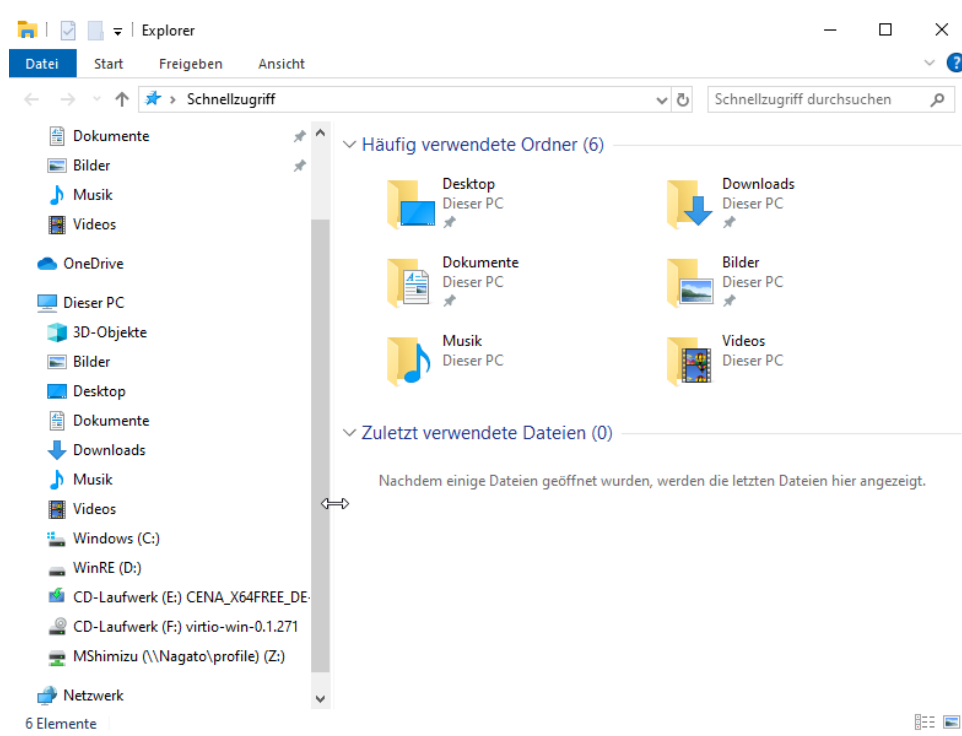 Explorer
Datei Start Freigeben Ansicht
Schnellzugriff
Schnellzugriff durchsuchen
Dokumente
Bilder
Musik
Videos
OneDrive
Dieser PC
3D-Objekte
Bilder
Desktop
Dokumente
Downloads
Musik
Videos
Windows (C:)
WinRE (D:)
CD-Laufwerk (E:) CENA_X64FREE_DE-
CD-Laufwerk (F:) virtio-win-0.1.271
MShimizu (\\Nagato\profile) (Z:)
Netzwerk
Häufig verwendete Ordner (6)
Desktop
Dieser PC
Downloads
Dieser PC
Dokumente
Dieser PC
Bilder
Dieser PC
Musik
Dieser PC
Videos
Dieser PC
Zuletzt verwendete Dateien (0)
Nachdem einige Dateien geöffnet wurden, werden die letzten Dateien hier angezeigt.
6 Elemente